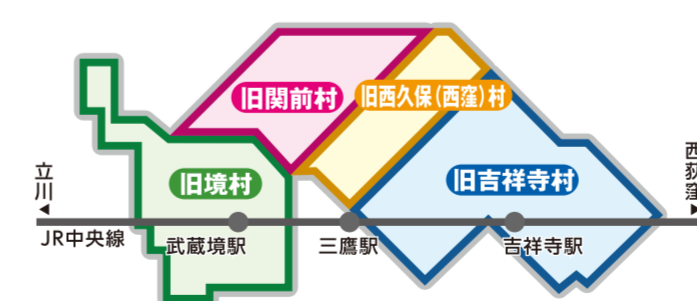 旧関前村
旧西久保(西窪)村
旧境村
旧吉祥寺村
立川
西荻窪
JR中央線
武蔵境駅
三鷹駅
吉祥寺駅